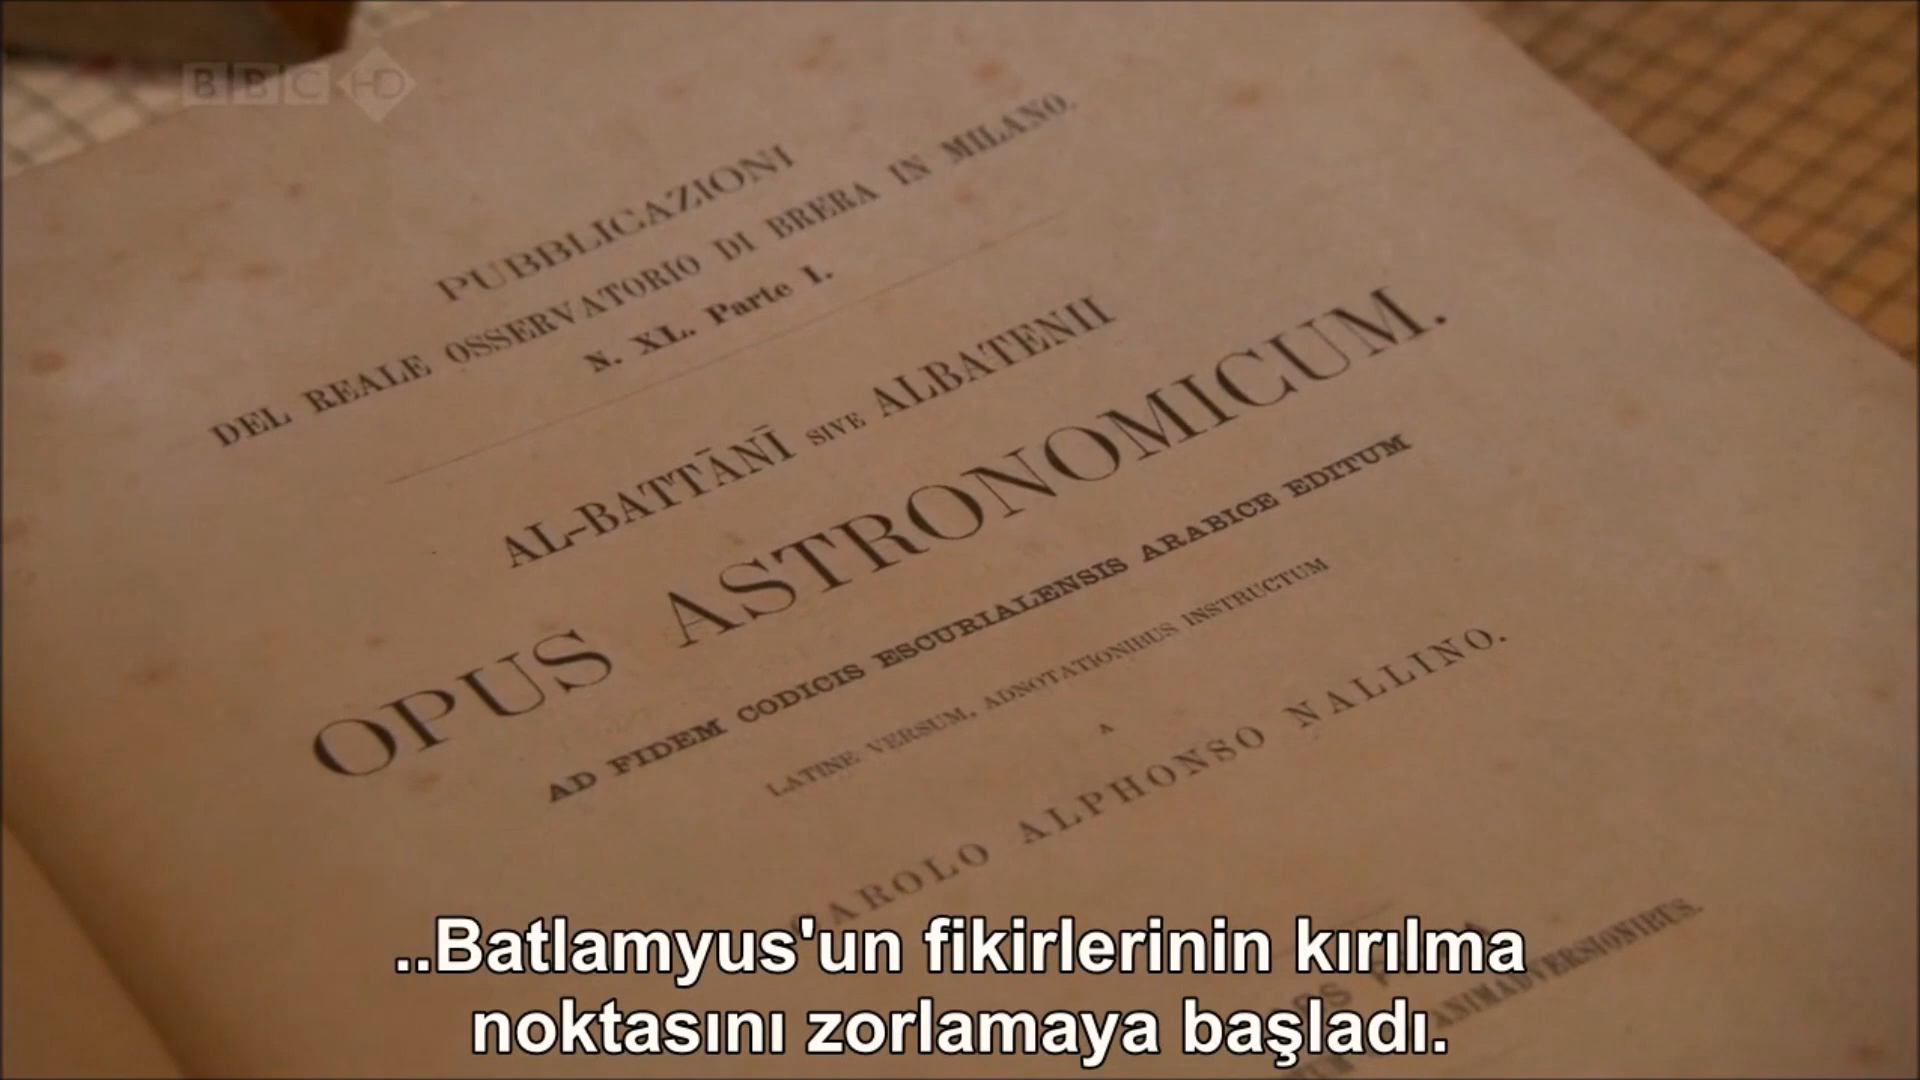 BBC HD
PUBBLICAZIONI
DEL REALE OSSERVATORIO DI BRERA IN MILANO.
N. XL. Parte I.
AL-BATTĀNĪ SIVE ALBATENII
OPUS ASTRONOMICUM.
AD FIDEM CODICIS ESCURIALENSIS ARABICE EDITUM
LATINE VERSUM, ADNOTATIONIBUS INSTRUCTUM
A
CAROLO ALPHONSO NALLINO.
ANIMADVERSIONIBUS.
..Batlamyus'un fikirlerinin kırılma
noktasını zorlamaya başladı.